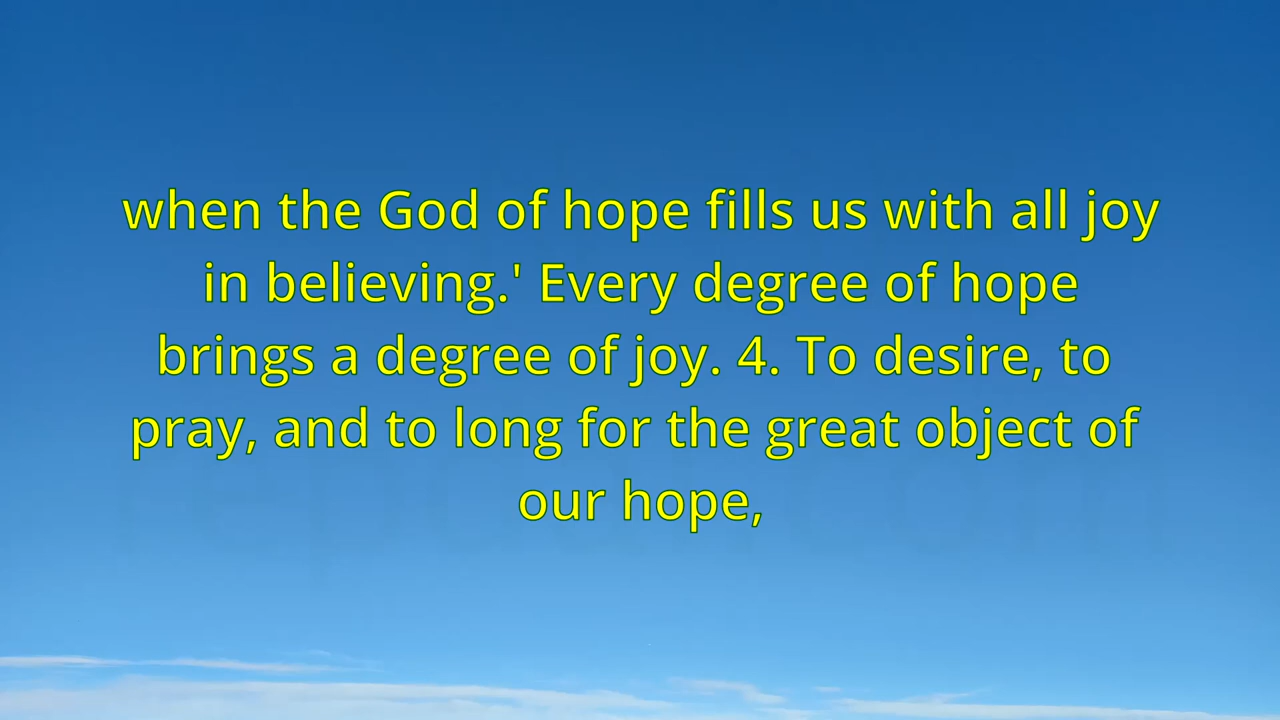 when the God of hope fills us with all joy
in believing.' Every degree of hope
brings a degree of joy. 4. To desire, to
pray, and to long for the great object of
our hope,